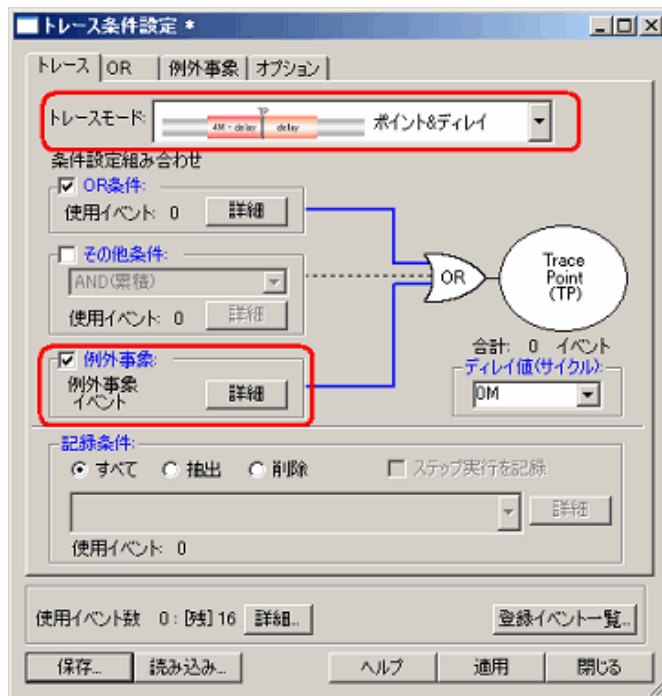 トレース条件設定 *
トレース OR 例外事象 オプション
トレースモード: TP 4M - delay delay ポイント&ディレイ
条件設定組み合わせ
OR条件:
使用イベント: 0 詳細
その他条件:
AND(累積)
使用イベント: 0 詳細
OR
Trace
Point
(TP)
合計: 0 イベント
例外事象:
例外事象
イベント 詳細
ディレイ値(サイクル):
0M
記録条件:
すべて 抽出 削除 ステップ実行を記録
詳細
使用イベント: 0
使用イベント数 0 : [残] 16 詳細... 登録イベント一覧...
保存... 読み込み... ヘルプ 適用 閉じる